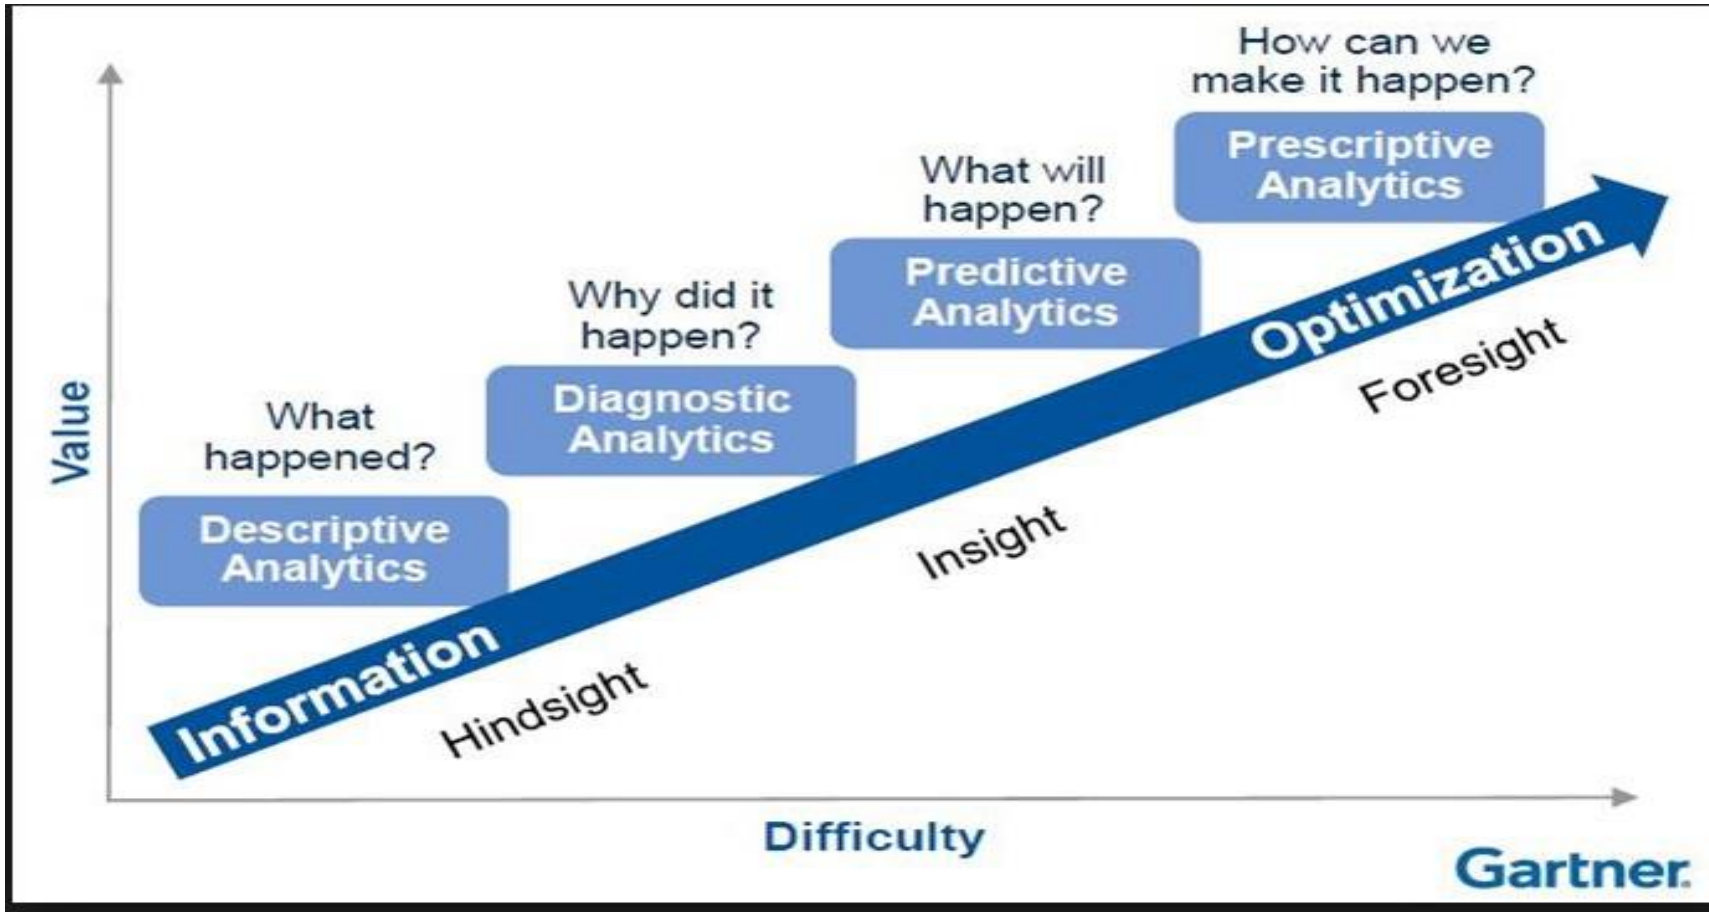 How can we
make it happen?
Prescriptive
Analytics
What will
happen?
Predictive
Analytics
Why did it
happen?
Diagnostic
Analytics
What
happened?
Descriptive
Analytics
Value
Information
Optimization
Hindsight
Insight
Foresight
Difficulty
Gartner.